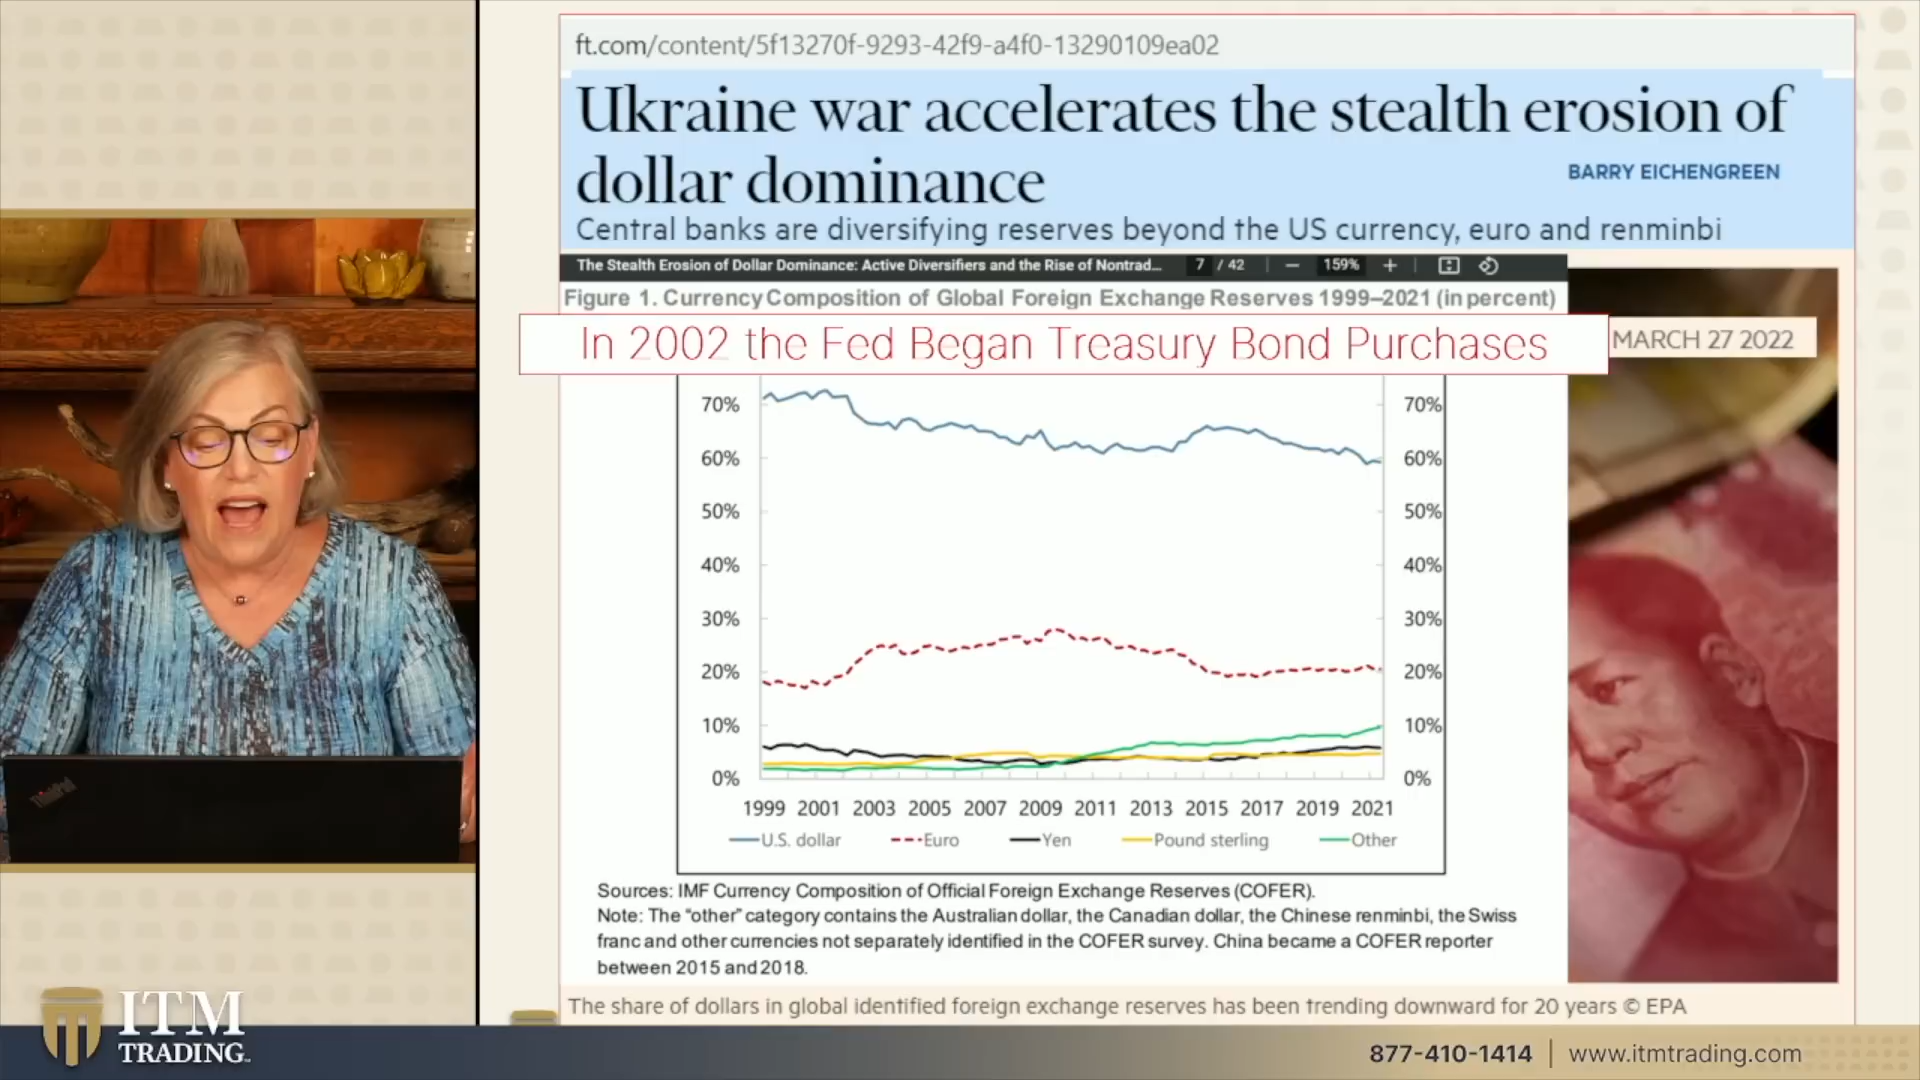 ft.com/content/5f13270f-9293-42f9-a4f0-13290109ea02
Ukraine war accelerates the stealth erosion of
dollar dominance
BARRY EICHENGREEN
Central banks are diversifying reserves beyond the US currency, euro and renminbi
The Stealth Erosion of Dollar Dominance: Active Diversifiers and the Rise of Nontrad... 7 / 42 — 159% +
Figure 1. Currency Composition of Global Foreign Exchange Reserves 1999–2021 (in percent)
In 2002 the Fed Began Treasury Bond Purchases
MARCH 27 2022
70% 70%
60% 60%
50% 50%
40% 40%
30% 30%
20% 20%
10% 10%
0% 0%
1999 2001 2003 2005 2007 2009 2011 2013 2015 2017 2019 2021
U.S. dollar Euro Yen Pound sterling Other
Sources: IMF Currency Composition of Official Foreign Exchange Reserves (COFER).
Note: The “other” category contains the Australian dollar, the Canadian dollar, the Chinese renminbi, the Swiss
franc and other currencies not separately identified in the COFER survey. China became a COFER reporter
between 2015 and 2018.
The share of dollars in global identified foreign exchange reserves has been trending downward for 20 years © EPA
ThinkPad
ITM
TRADING
877-410-1414 | www.itmtrading.com